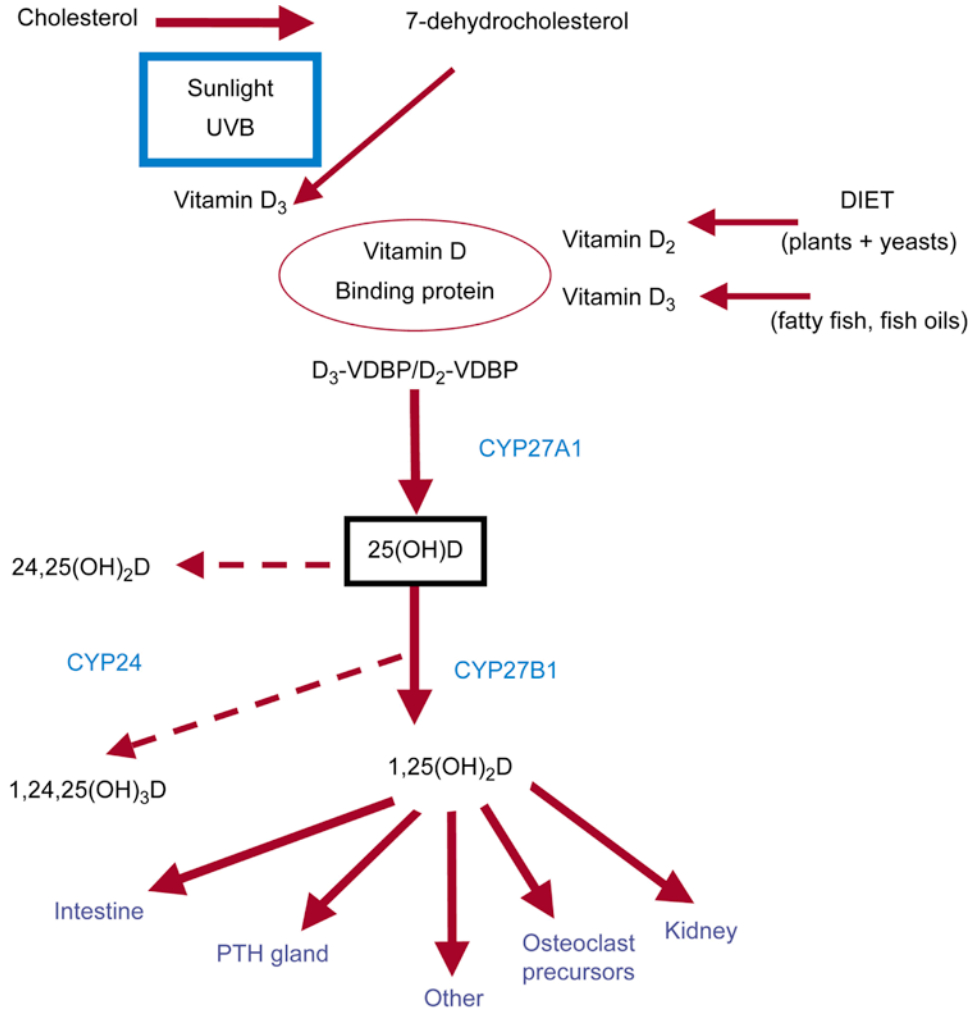 Cholesterol
7-dehydrocholesterol
Sunlight
UVB
Vitamin D₃
DIET
(plants + yeasts)
Vitamin D₂
Vitamin D
Binding protein
Vitamin D₃
(fatty fish, fish oils)
D₃-VDBP/D₂-VDBP
CYP27A1
25(OH)D
24,25(OH)₂D
CYP24
CYP27B1
1,24,25(OH)₃D
1,25(OH)₂D
Intestine
PTH gland
Other
Osteoclast
precursors
Kidney